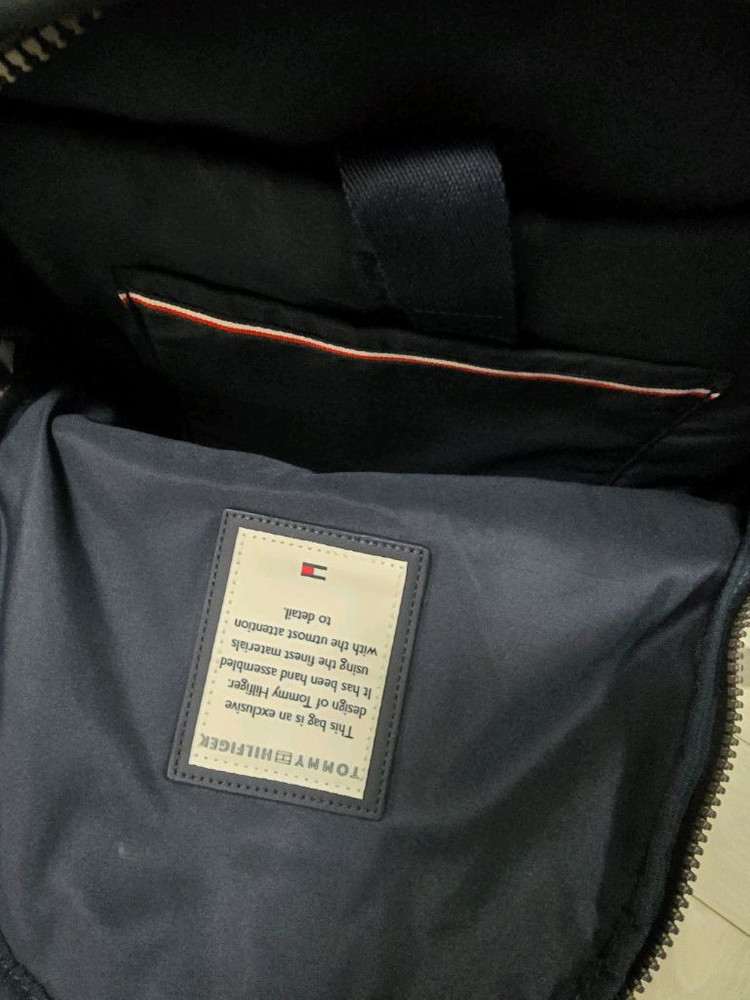 TOMMY HILFIGER
This bag is an exclusive
design of Tommy Hilfiger.
It has been hand assembled
using the finest materials
with the utmost attention
to detail.